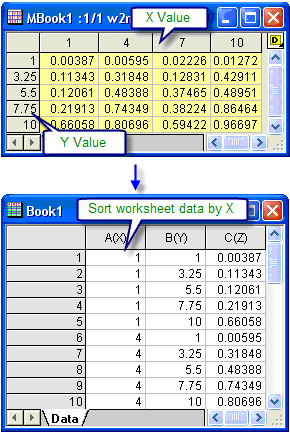 MBook1 :1/1 w2r
X Value
1 4 7 10
D
1 0.00387 0.00595 0.02226 0.01272
3.25 0.11343 0.31848 0.12831 0.42911
5.5 0.12061 0.48388 0.37465 0.48951
7.75 0.21913 0.74349 0.38224 0.86464
10 0.66058 0.80696 0.59422 0.96697
Y Value
Book1
Sort worksheet data by X
A(X) B(Y) C(Z)
1 1 1 0.00387
2 1 3.25 0.11343
3 1 5.5 0.12061
4 1 7.75 0.21913
5 1 10 0.66058
6 4 1 0.00595
7 4 3.25 0.31848
8 4 5.5 0.48388
9 4 7.75 0.74349
10 4 10 0.80696
Data